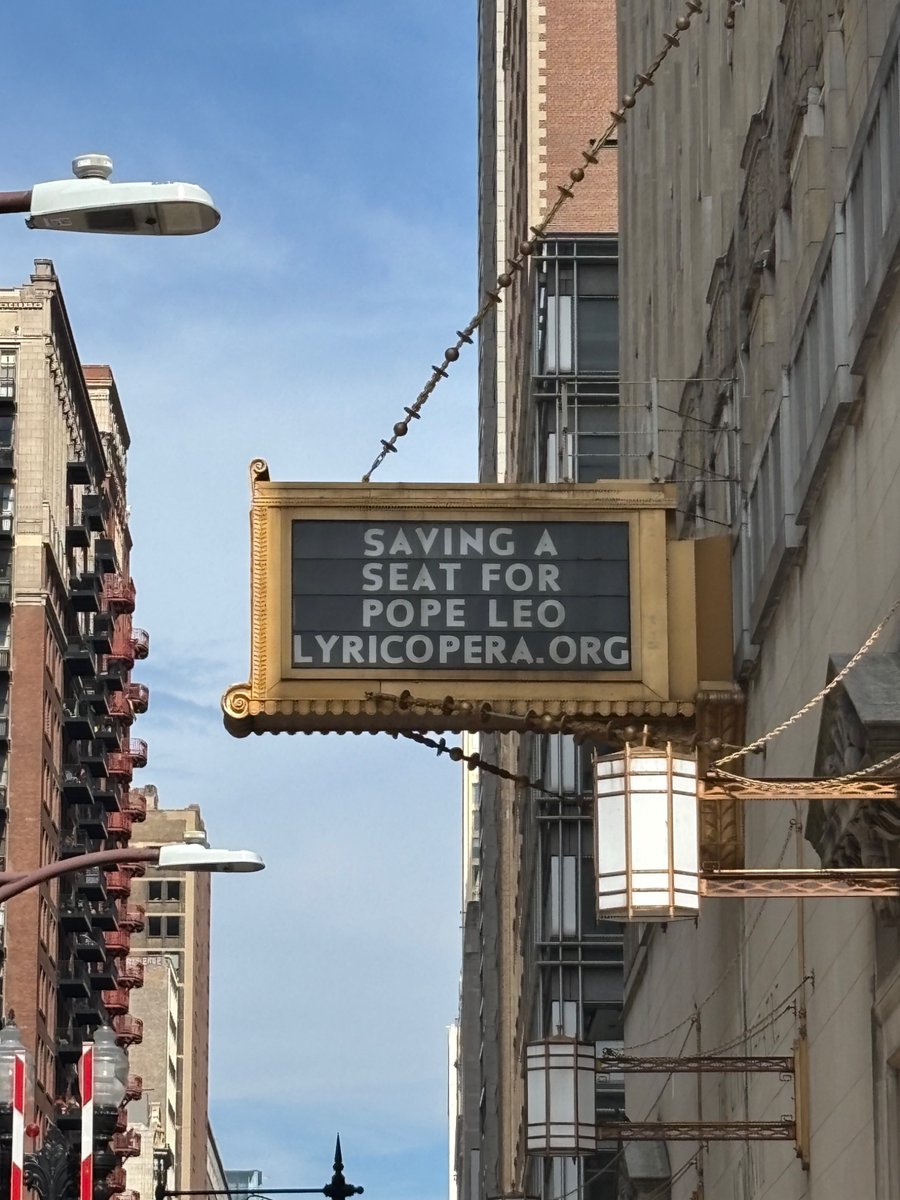 SAVING A
SEAT FOR
POPE LEO
LYRICOPERA.ORG